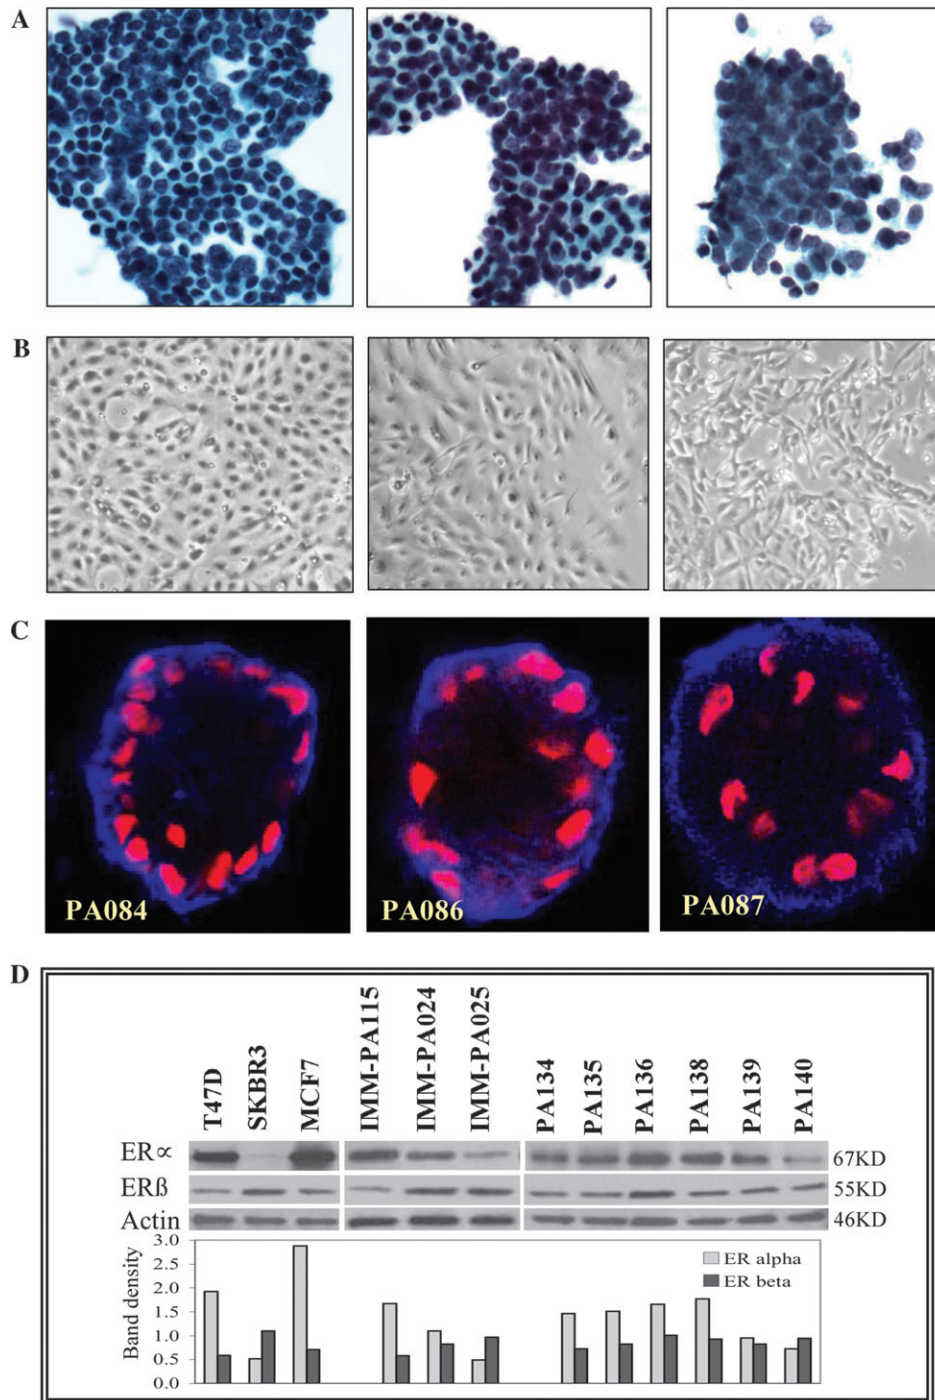 A
B
C
PA084 PA086 PA087
D
T47D SKBR3 MCF7 IMM-PA115 IMM-PA024 IMM-PA025 PA134 PA135 PA136 PA138 PA139 PA140
ER∝ 67KD
ERß 55KD
Actin 46KD
Band density
3.0
2.5
2.0
1.5
1.0
0.5
0.0
ER alpha
ER beta